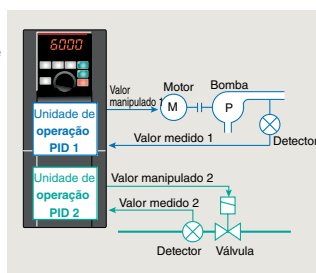 6000
Valor
manipulado 1
Motor
Bomba
M
P
Unidade de
operação
PID 1
Valor medido 1
Detector
Unidade de
operação
PID 2
Valor manipulado 2
Valor medido 2
Detector
Válvula